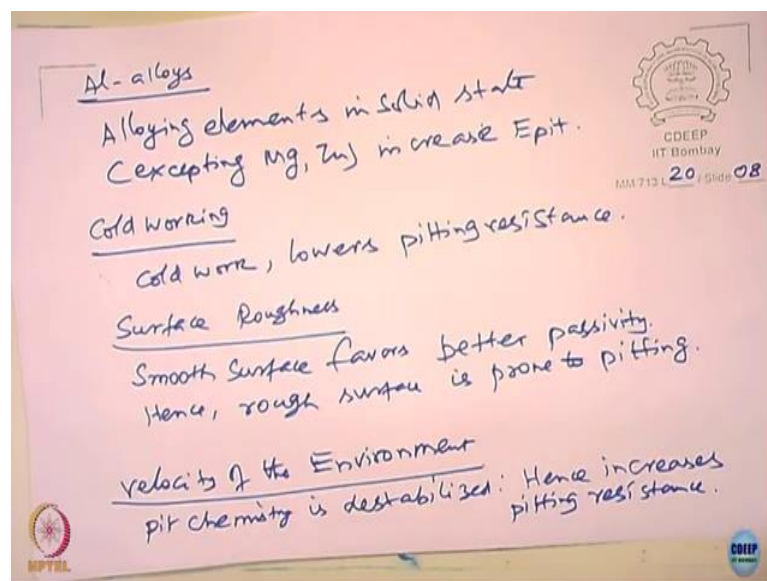 Al-alloys
Alloying elements in solid state
(excepting Mg, Zn) increase Epit.
CDEEP
IIT Bombay
MM 713 L 20 / Slide 08
Cold working
cold work, lowers pitting resistance.
Surface Roughness
Smooth Surface favors better passivity.
Hence, rough surface is prone to pitting.
velocity of the Environment
pit chemistry is destabilized: Hence increases
pitting resistance.
NPTEL
CDEEP
IIT BOMBAY